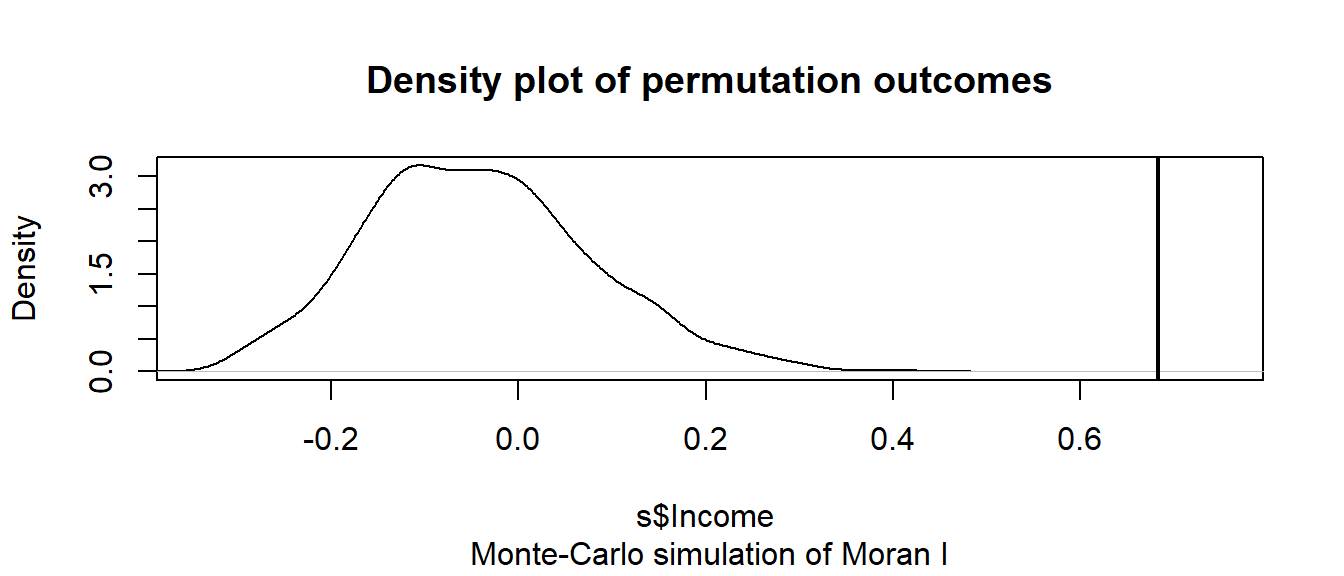 Density plot of permutation outcomes
Density
3.0
1.5
0.0
-0.2 0.0 0.2 0.4 0.6
s$Income
Monte-Carlo simulation of Moran I